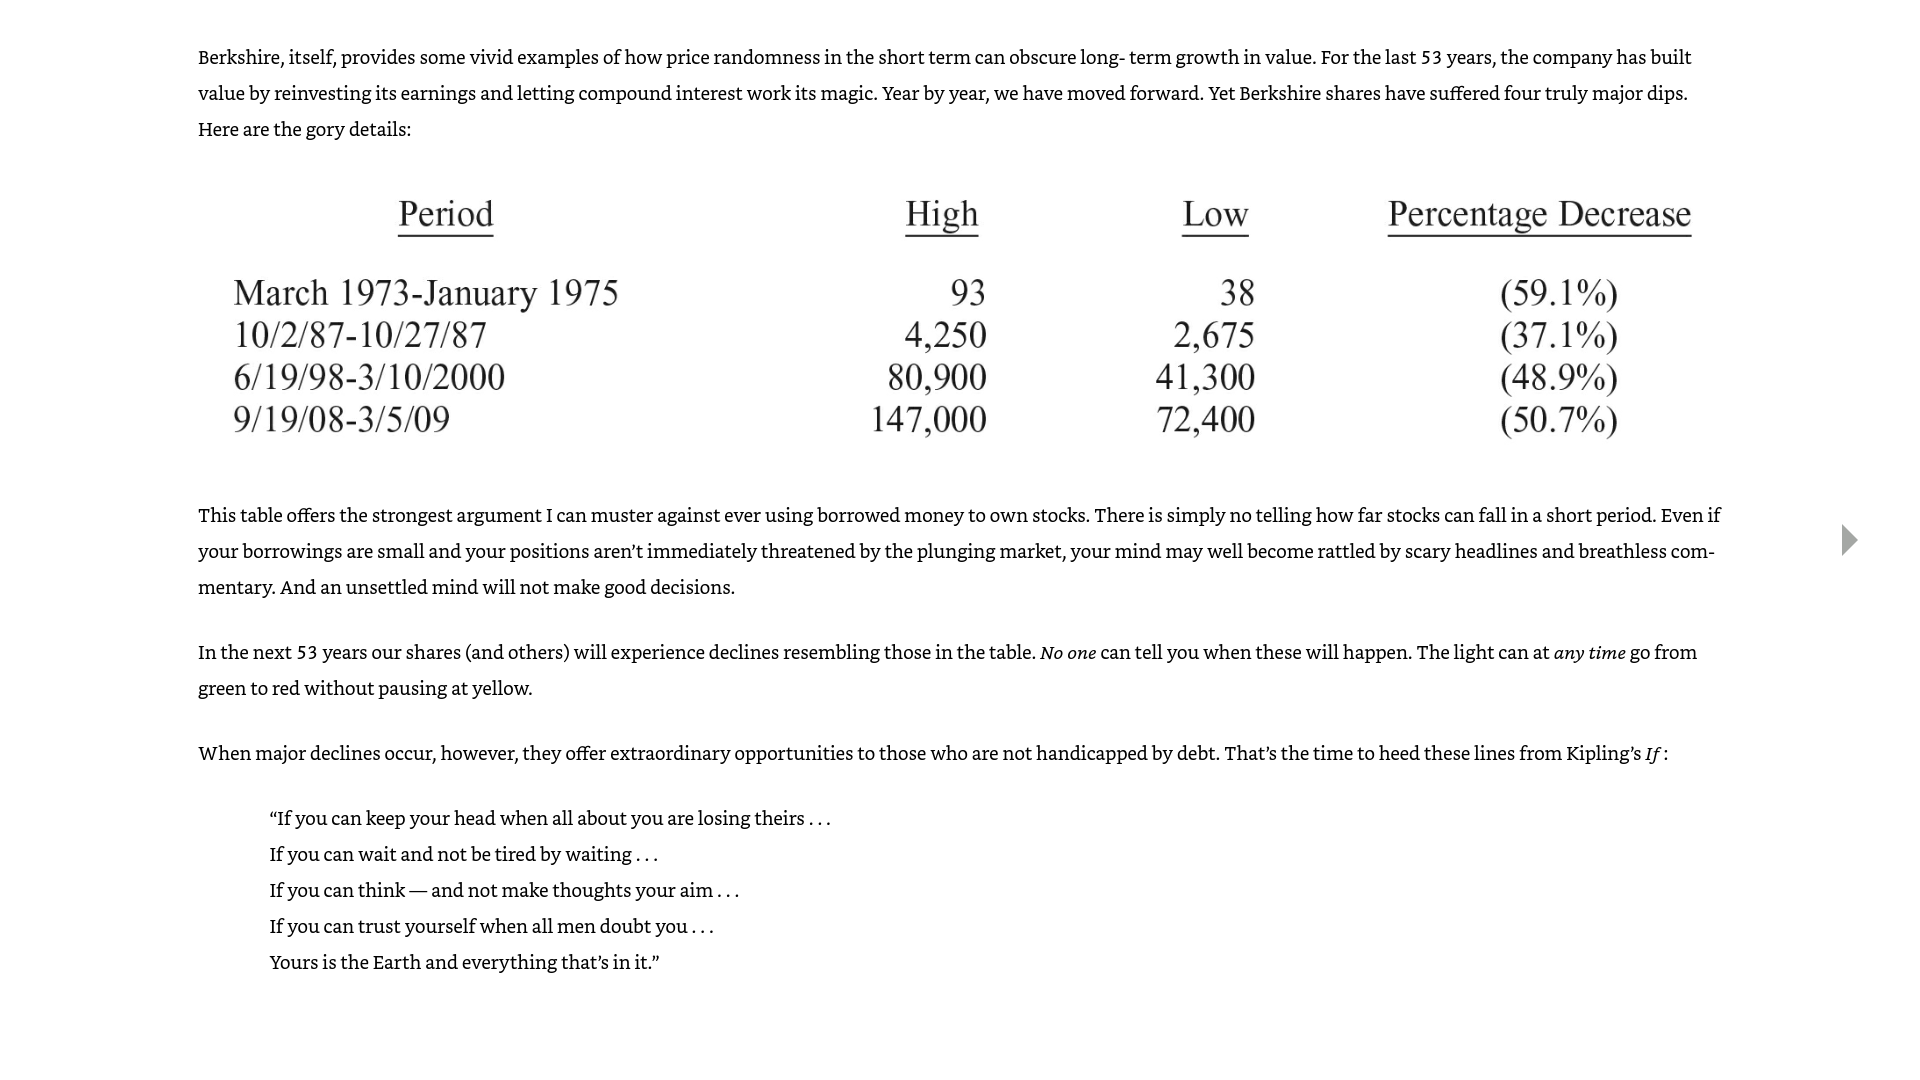 Berkshire, itself, provides some vivid examples of how price randomness in the short term can obscure long- term growth in value. For the last 53 years, the company has built
value by reinvesting its earnings and letting compound interest work its magic. Year by year, we have moved forward. Yet Berkshire shares have suffered four truly major dips.
Here are the gory details:
Period High Low Percentage Decrease
March 1973-January 1975 93 38 (59.1%)
10/2/87-10/27/87 4,250 2,675 (37.1%)
6/19/98-3/10/2000 80,900 41,300 (48.9%)
9/19/08-3/5/09 147,000 72,400 (50.7%)
This table offers the strongest argument I can muster against ever using borrowed money to own stocks. There is simply no telling how far stocks can fall in a short period. Even if
your borrowings are small and your positions aren’t immediately threatened by the plunging market, your mind may well become rattled by scary headlines and breathless com-
mentary. And an unsettled mind will not make good decisions.
In the next 53 years our shares (and others) will experience declines resembling those in the table. No one can tell you when these will happen. The light can at any time go from
green to red without pausing at yellow.
When major declines occur, however, they offer extraordinary opportunities to those who are not handicapped by debt. That’s the time to heed these lines from Kipling’s If :
“If you can keep your head when all about you are losing theirs . . .
If you can wait and not be tired by waiting . . .
If you can think — and not make thoughts your aim . . .
If you can trust yourself when all men doubt you . . .
Yours is the Earth and everything that’s in it.”